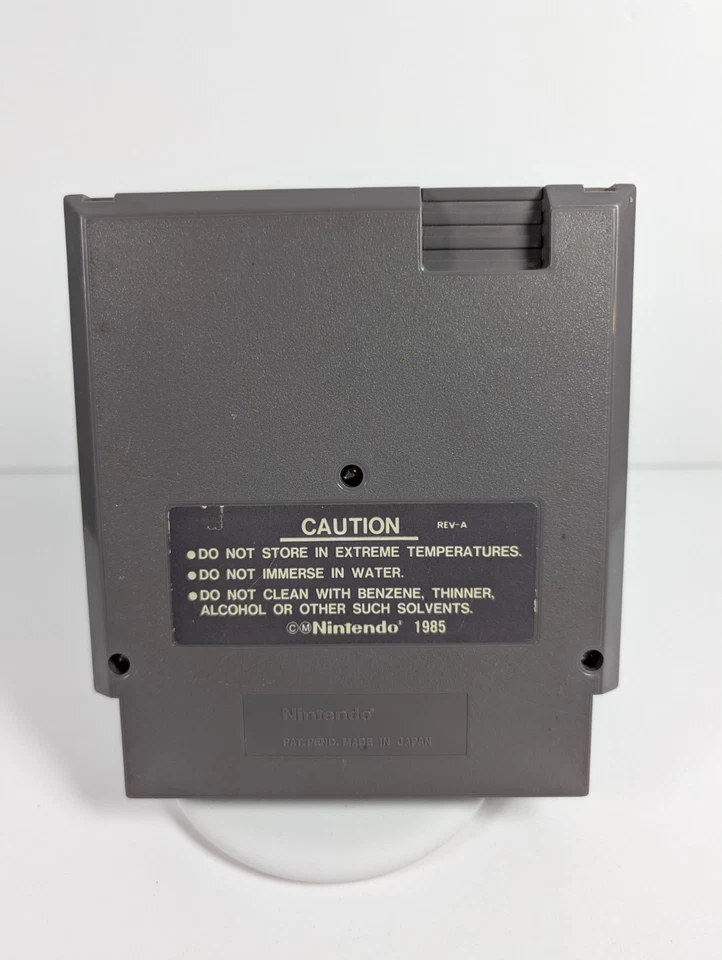 CAUTION REV-A
●DO NOT STORE IN EXTREME TEMPERATURES.
●DO NOT IMMERSE IN WATER.
●DO NOT CLEAN WITH BENZENE, THINNER,
ALCOHOL OR OTHER SUCH SOLVENTS.
©ⓂNintendo® 1985
Nintendo®
PAT. PEND. MADE IN JAPAN